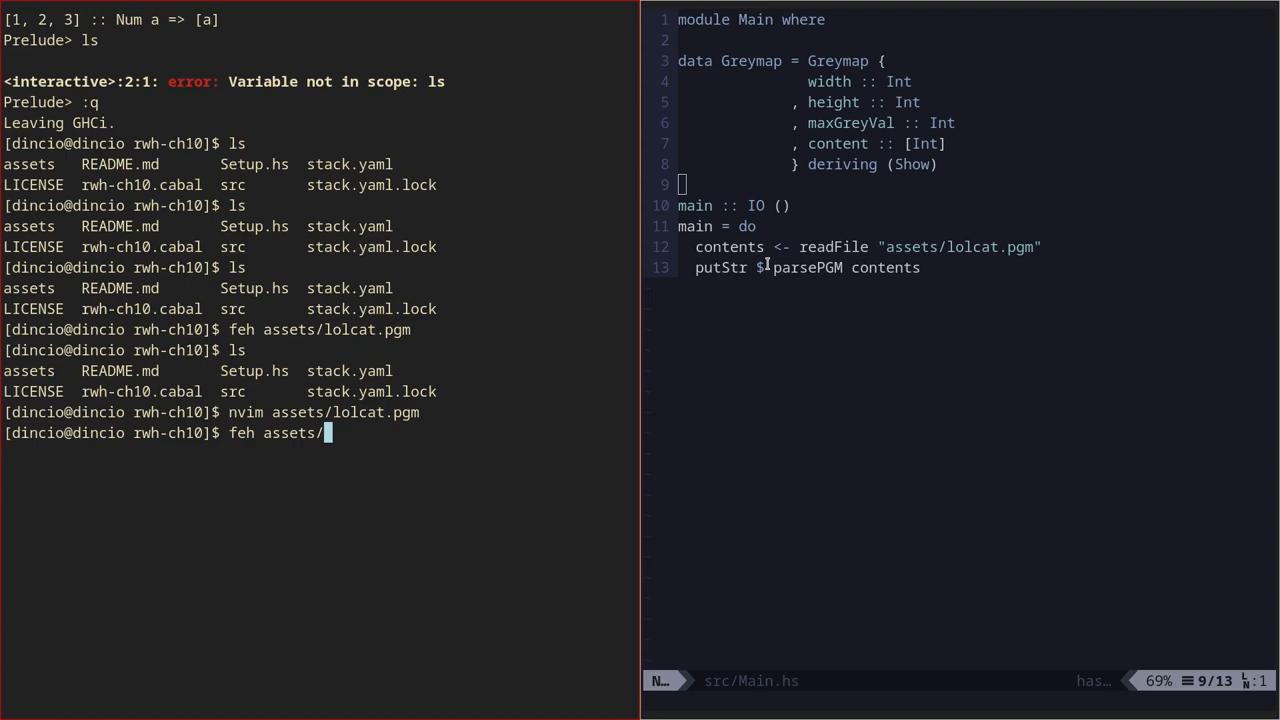 [1, 2, 3] :: Num a => [a]
Prelude> ls
<interactive>:2:1: error: Variable not in scope: ls
Prelude> :q
Leaving GHCi.
[dincio@dincio rwh-ch10]$ ls
assets   README.md       Setup.hs  stack.yaml
LICENSE  rwh-ch10.cabal  src       stack.yaml.lock
[dincio@dincio rwh-ch10]$ ls
assets   README.md       Setup.hs  stack.yaml
LICENSE  rwh-ch10.cabal  src       stack.yaml.lock
[dincio@dincio rwh-ch10]$ ls
assets   README.md       Setup.hs  stack.yaml
LICENSE  rwh-ch10.cabal  src       stack.yaml.lock
[dincio@dincio rwh-ch10]$ feh assets/lolcat.pgm
[dincio@dincio rwh-ch10]$ ls
assets   README.md       Setup.hs  stack.yaml
LICENSE  rwh-ch10.cabal  src       stack.yaml.lock
[dincio@dincio rwh-ch10]$ nvim assets/lolcat.pgm
[dincio@dincio rwh-ch10]$ feh assets/
1 module Main where
2
3 data Greymap = Greymap {
4                width :: Int
5              , height :: Int
6              , maxGreyVal :: Int
7              , content :: [Int]
8              } deriving (Show)
9
10 main :: IO ()
11 main = do
12   contents <- readFile "assets/lolcat.pgm"
13   putStr $ parsePGM contents
N… src/Main.hs has… 69% ☰ 9/13 LN:1